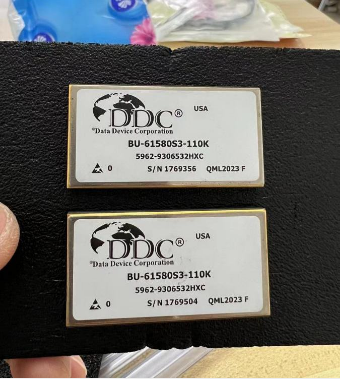 DDC®
USA
®Data Device Corporation
BU-61580S3-110K
5962-9306532HXC
0 S/N 1769356 QML2023 F
DDC®
USA
®Data Device Corporation
BU-61580S3-110K
5962-9306532HXC
0 S/N 1769504 QML2023 F